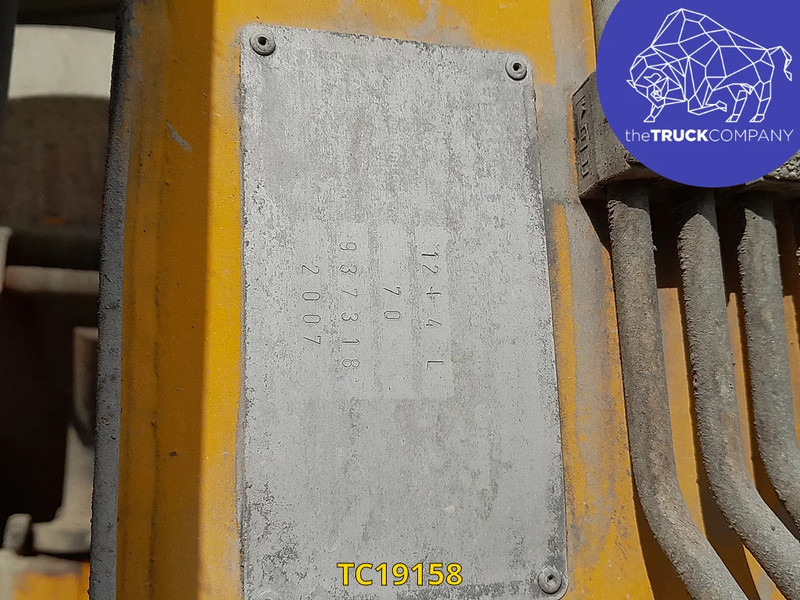 theTRUCKCOMPANY
12+4 L
70
937318
2007
TC19158